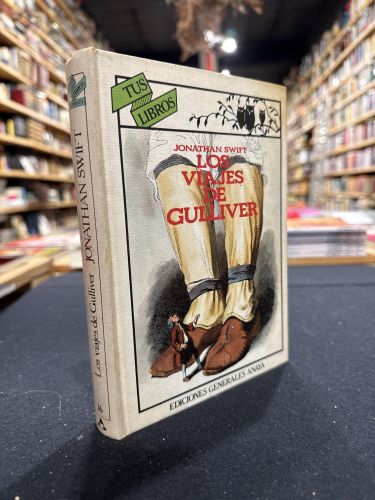 TUS
LIBROS
JONATHAN SWIFT
LOS
VIAJES
DE
GULLIVER
EDICIONES GENERALES ANAYA
Los viajes de Gulliver JONATHAN SWIFT
16